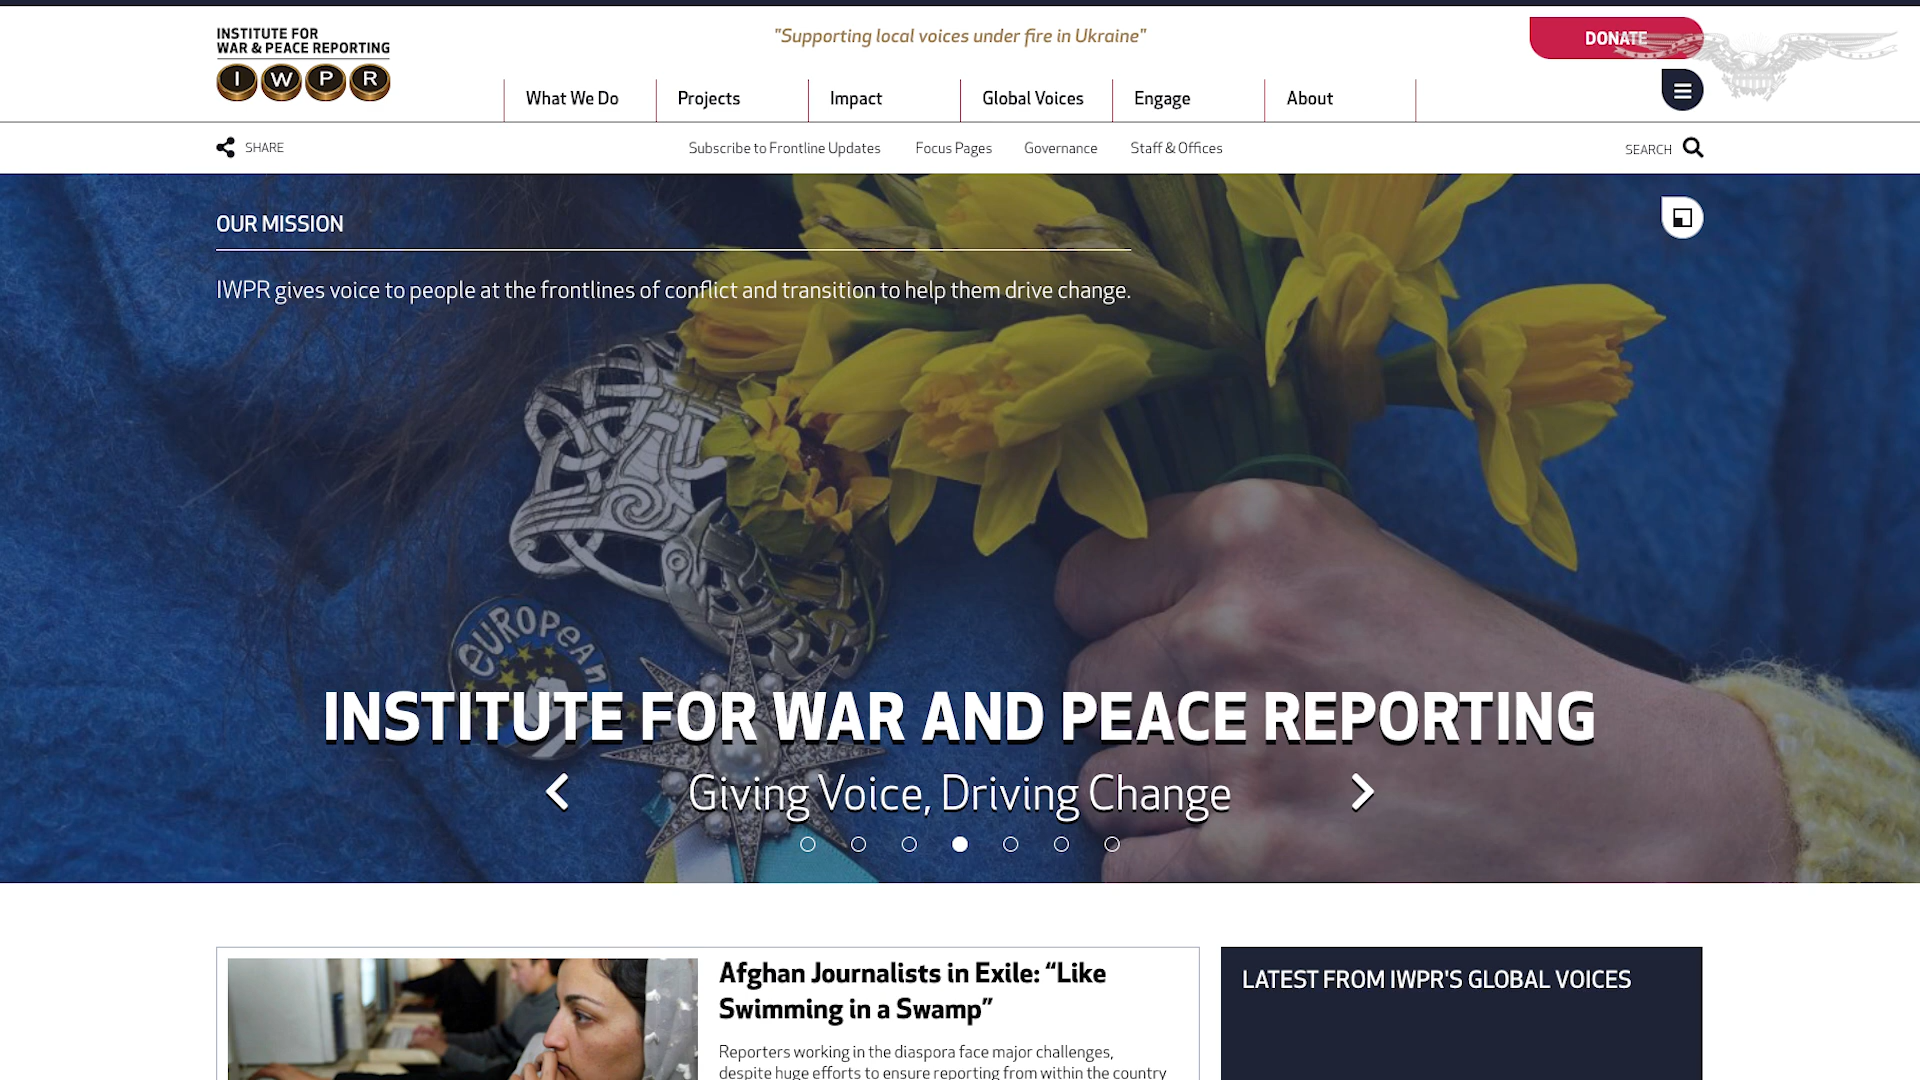 INSTITUTE FOR
WAR & PEACE REPORTING
I W P R
"Supporting local voices under fire in Ukraine"
DONATE
What We Do
Projects
Impact
Global Voices
Engage
About
SHARE
Subscribe to Frontline Updates
Focus Pages
Governance
Staff & Offices
SEARCH
OUR MISSION
IWPR gives voice to people at the frontlines of conflict and transition to help them drive change.
EUROPEAN
INSTITUTE FOR WAR AND PEACE REPORTING
Giving Voice, Driving Change
Afghan Journalists in Exile: “Like
Swimming in a Swamp”
Reporters working in the diaspora face major challenges,
despite huge efforts to ensure reporting from within the country
LATEST FROM IWPR'S GLOBAL VOICES